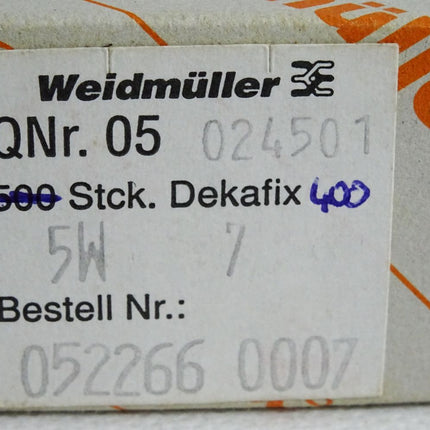 Weidmüller
QNr. 05 024501
500 Stck. Dekafix 400
5W 7
Bestell Nr.:
052266 0007